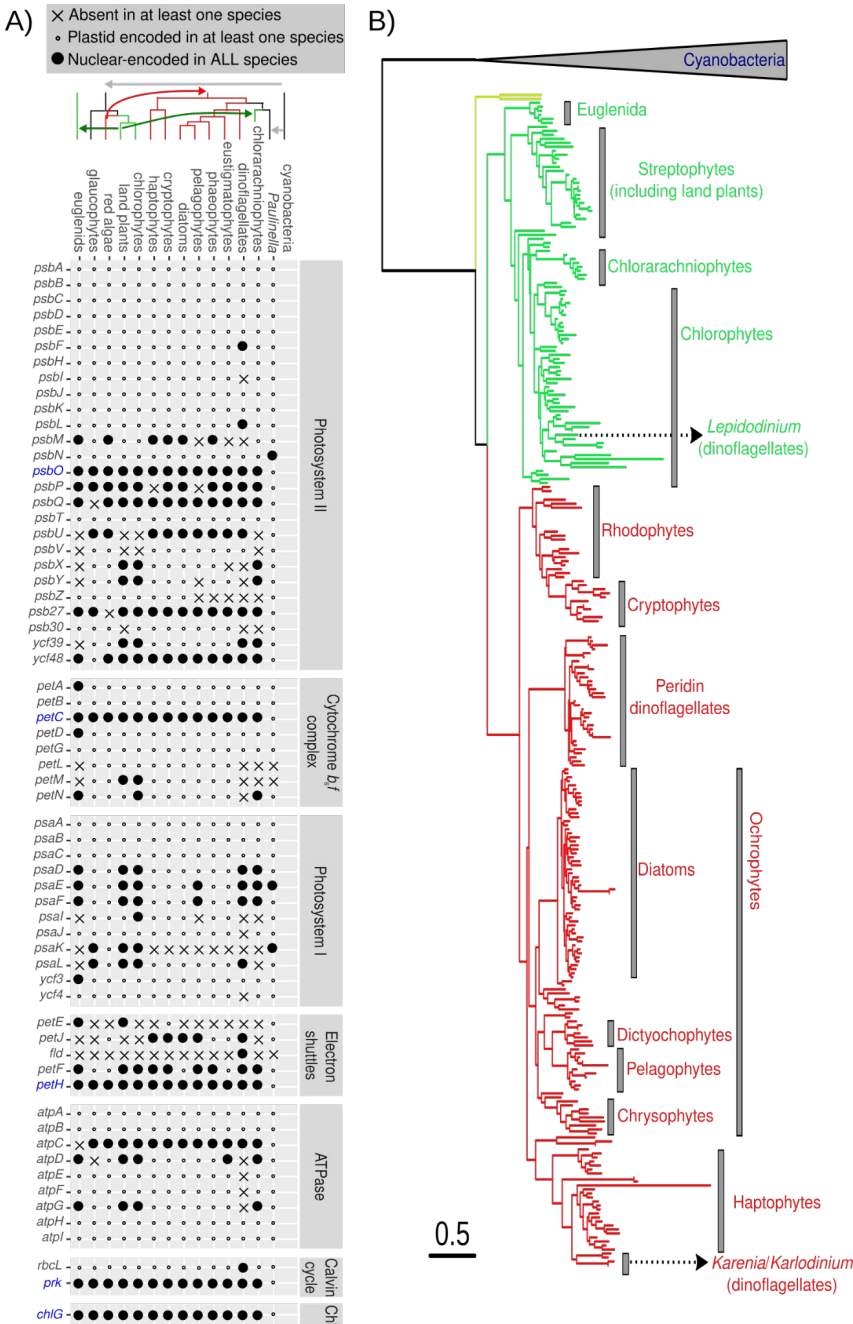 A)
× Absent in at least one species
∘ Plastid encoded in at least one species
● Nuclear-encoded in ALL species
euglenids
glaucophytes
red algae
land plants
chlorophytes
haptophytes
cryptophytes
diatoms
pelagophytes
phaeophytes
eustigmatophytes
dinoflagellates
chlorarachniophytes
Paulinella
cyanobacteria
psbA
psbB
psbC
psbD
psbE
psbF
psbH
psbI
psbJ
psbK
psbL
psbM
psbN
psbO
psbP
psbQ
psbT
psbU
psbV
psbX
psbY
psbZ
psb27
psb30
ycf39
ycf48
Photosystem II
petA
petB
petC
petD
petG
petL
petM
petN
Cytochrome b6f
complex
psaA
psaB
psaC
psaD
psaE
psaF
psaI
psaJ
psaK
psaL
ycf3
ycf4
Photosystem I
petE
petJ
fld
petF
petH
Electron
shuttles
atpA
atpB
atpC
atpD
atpE
atpF
atpG
atpH
atpI
ATPase
rbcL
prk
Calvin
cycle
chlG
Ch
B)
Cyanobacteria
Euglenida
Streptophytes
(including land plants)
Chlorarachniophytes
Chlorophytes
Lepidodinium
(dinoflagellates)
Rhodophytes
Cryptophytes
Peridin
dinoflagellates
Diatoms
Ochrophytes
Dictyochophytes
Pelagophytes
Chrysophytes
Haptophytes
Karenia/Karlodinium
(dinoflagellates)
0.5